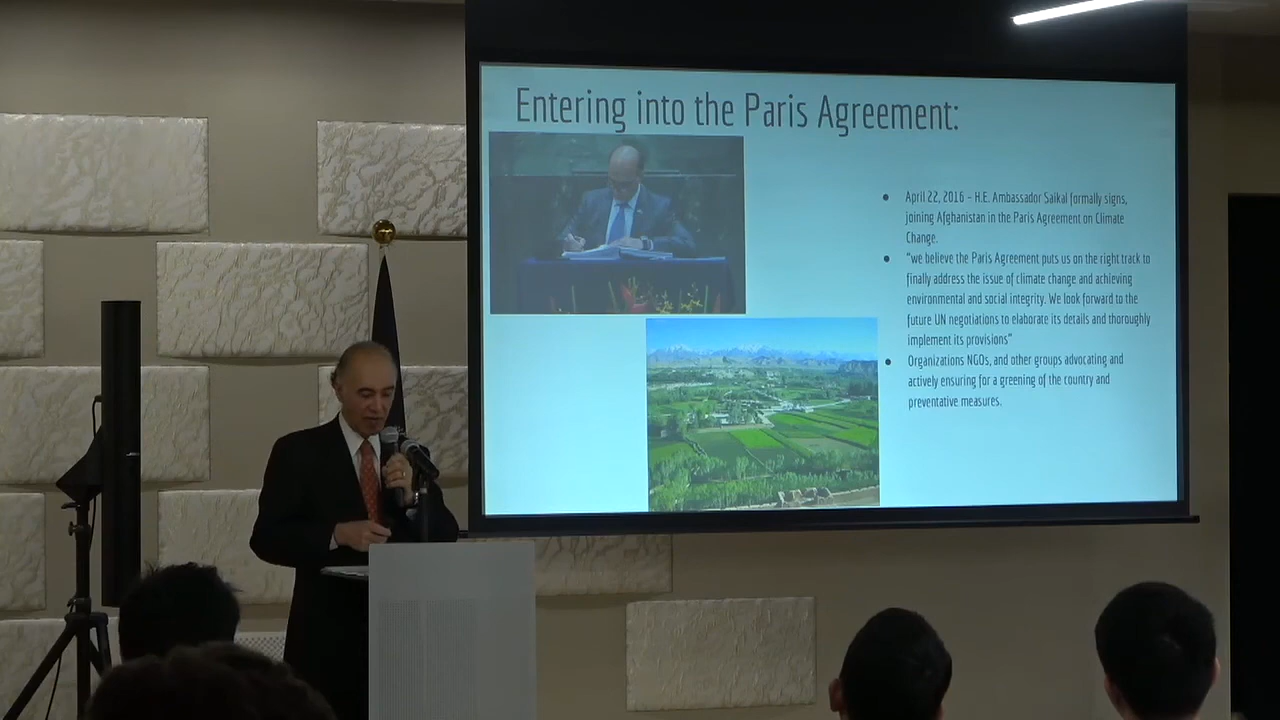 Entering into the Paris Agreement:
April 22, 2016 – H.E. Ambassador Saikal formally signs,
joining Afghanistan in the Paris Agreement on Climate
Change.
"we believe the Paris Agreement puts us on the right track to
finally address the issue of climate change and achieving
environmental and social integrity. We look forward to the
future UN negotiations to elaborate its details and thoroughly
implement its provisions"
Organizations NGOs, and other groups advocating and
actively ensuring for a greening of the country and
preventative measures.